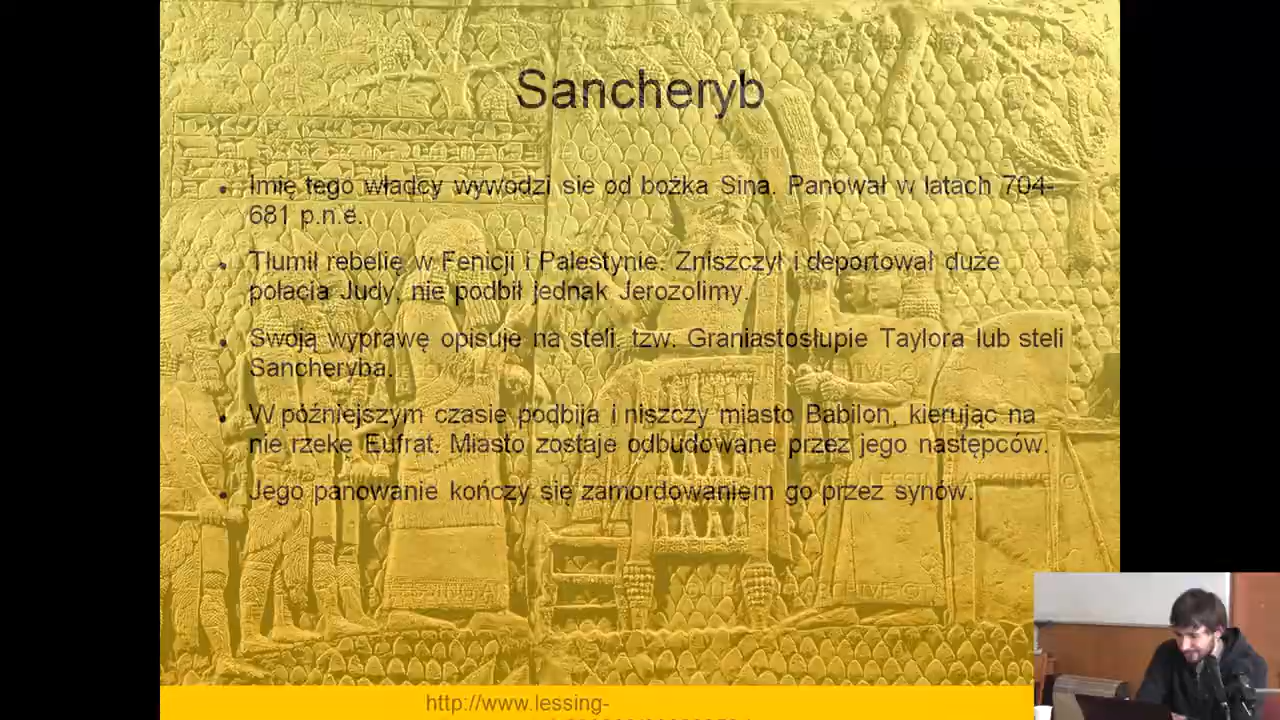 Sancheryb
• Imię tego władcy wywodzi sie od bożka Sina. Panował w latach 704-
681 p.n.e.
• Tłumił rebelię w Fenicji i Palestynie. Zniszczył i deportował duże
połacia Judy, nie podbił jednak Jerozolimy.
• Swoją wyprawę opisuje na steli, tzw. Graniastosłupie Taylora lub steli
Sancheryba.
• W późniejszym czasie podbija i niszczy miasto Babilon, kierując na
nie rzekę Eufrat. Miasto zostaje odbudowane przez jego następców.
• Jego panowanie kończy się zamordowaniem go przez synów.
http://www.lessing-